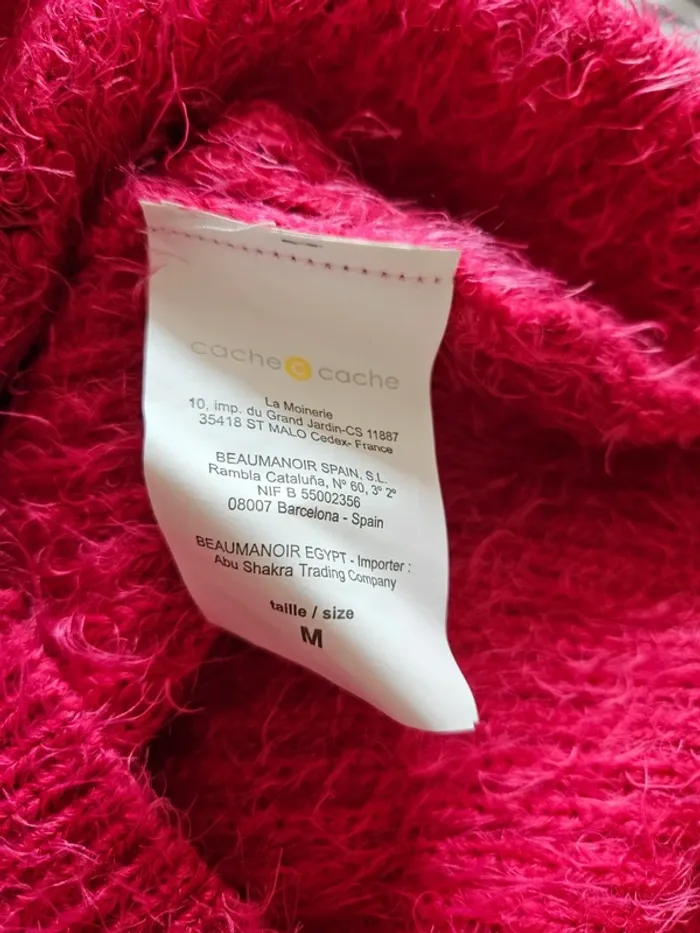 cache c cache
La Moinerie
10, imp. du Grand Jardin-CS 11887
35418 ST MALO Cedex- France
BEAUMANOIR SPAIN, S.L.
Rambla Cataluña, Nº 60, 3º 2º
NIF B 55002356
08007 Barcelona - Spain
BEAUMANOIR EGYPT - Importer :
Abu Shakra Trading Company
taille / size
M